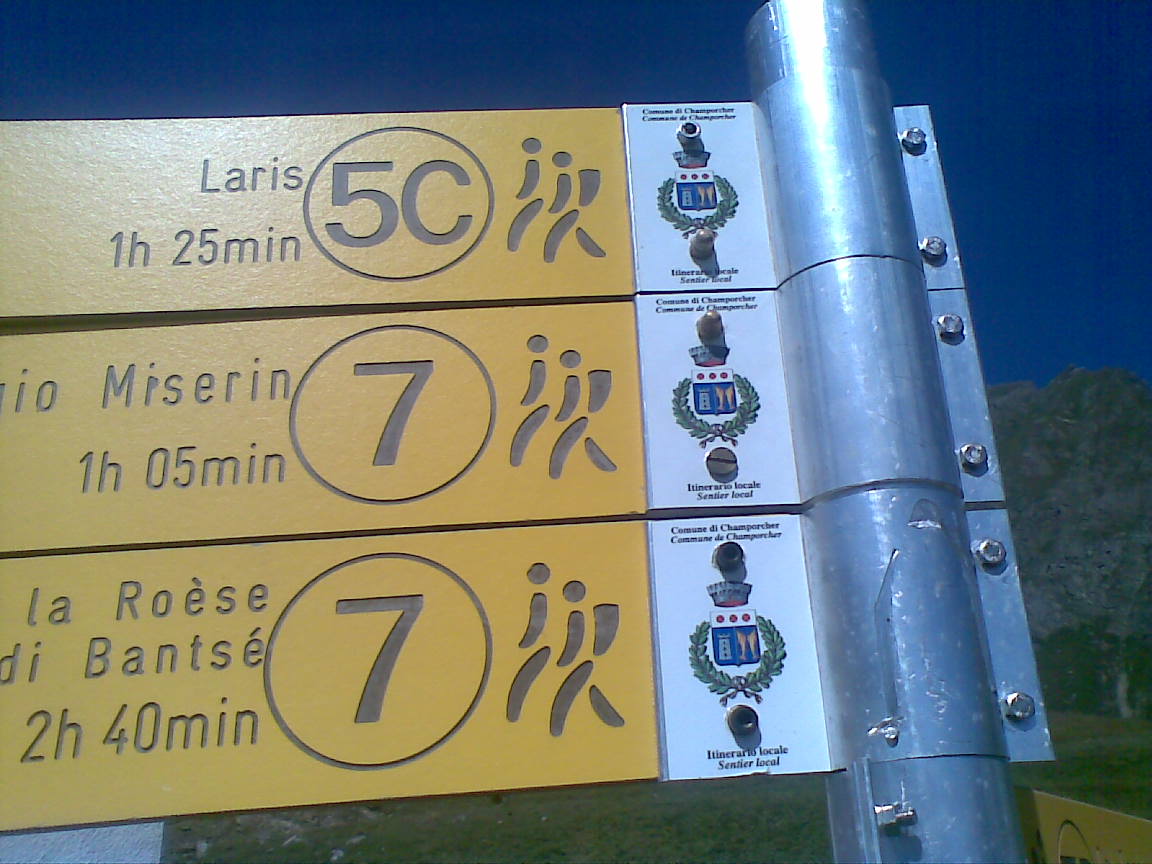 Laris
1h 25min
5C
Comune di Champorcher
Commune de Champorcher
Itinerario locale
Sentier local
gio Miserin
1h 05min
7
Comune di Champorcher
Commune de Champorcher
Itinerario locale
Sentier local
la Roèse
di Bantsé
2h 40min
7
Comune di Champorcher
Commune de Champorcher
Itinerario locale
Sentier local